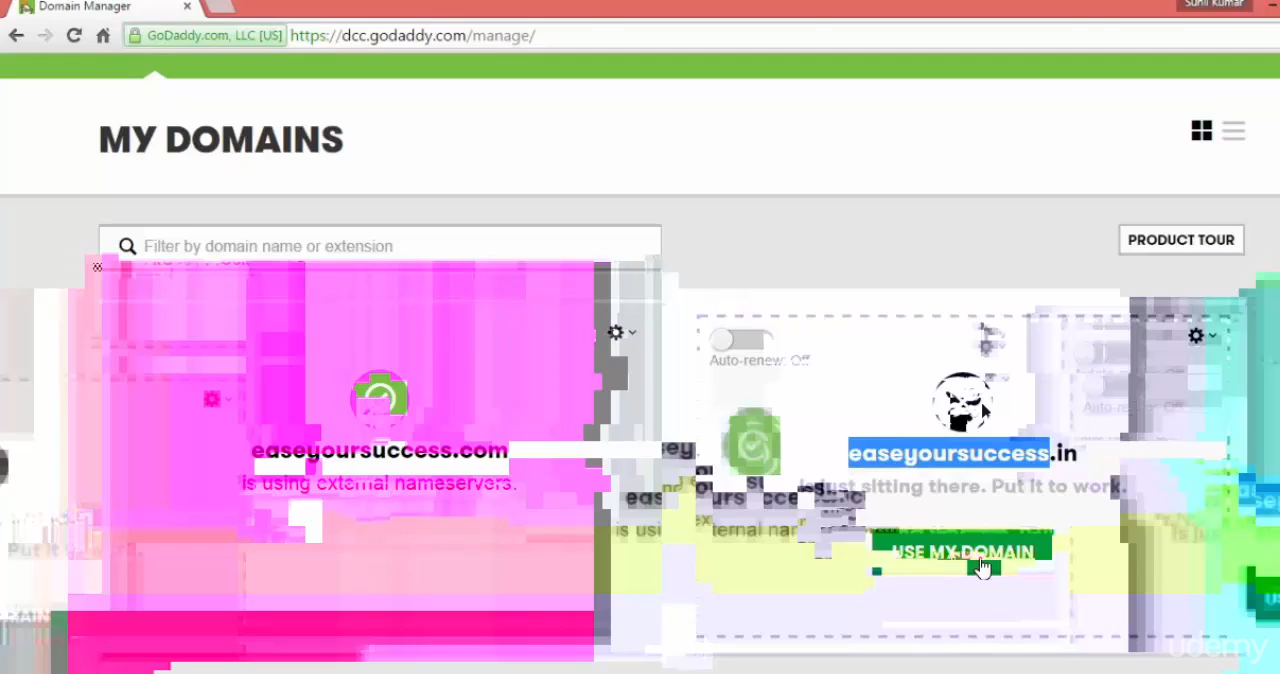 Domain Manager
Sunil Kumar
GoDaddy.com, LLC [US]
https://dcc.godaddy.com/manage/
MY DOMAINS
Filter by domain name or extension
PRODUCT TOUR
Auto-renew: Off
easeyoursuccess.com
easeyoursuccess.in
is using external nameservers.
is just sitting there. Put it to work.
USE MY DOMAIN
udemy